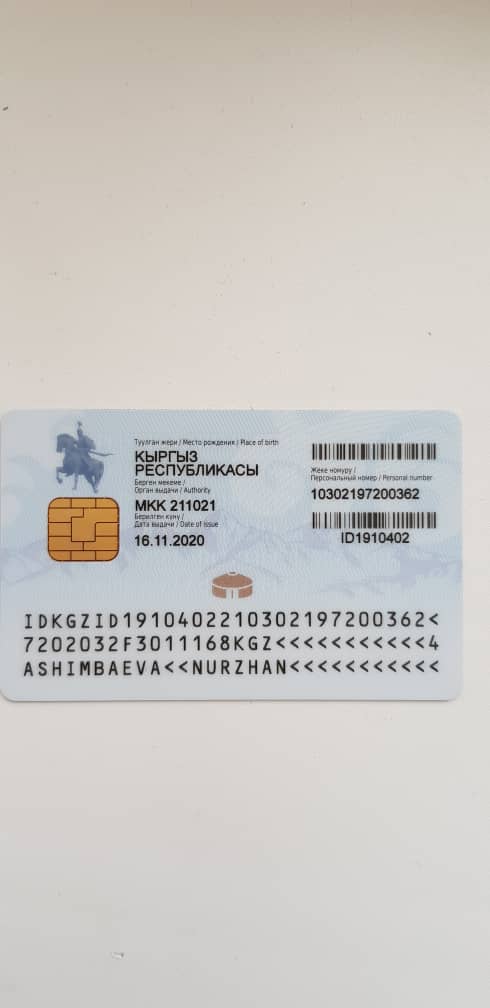 Туулган жери / Место рождения / Place of birth
КЫРГЫЗ
РЕСПУБЛИКАСЫ
Берген мекеме /
Орган выдачи / Authority
МКК 211021
Берилген күнү /
Дата выдачи / Date of issue
16.11.2020
Жеке номуру /
Персональный номер / Personal number
10302197200362
ID1910402
IDKGZID1910402210302197200362<
7202032F3011168KGZ<<<<<<<<<<<4
ASHIMBAEVA<<NURZHAN<<<<<<<<<<<